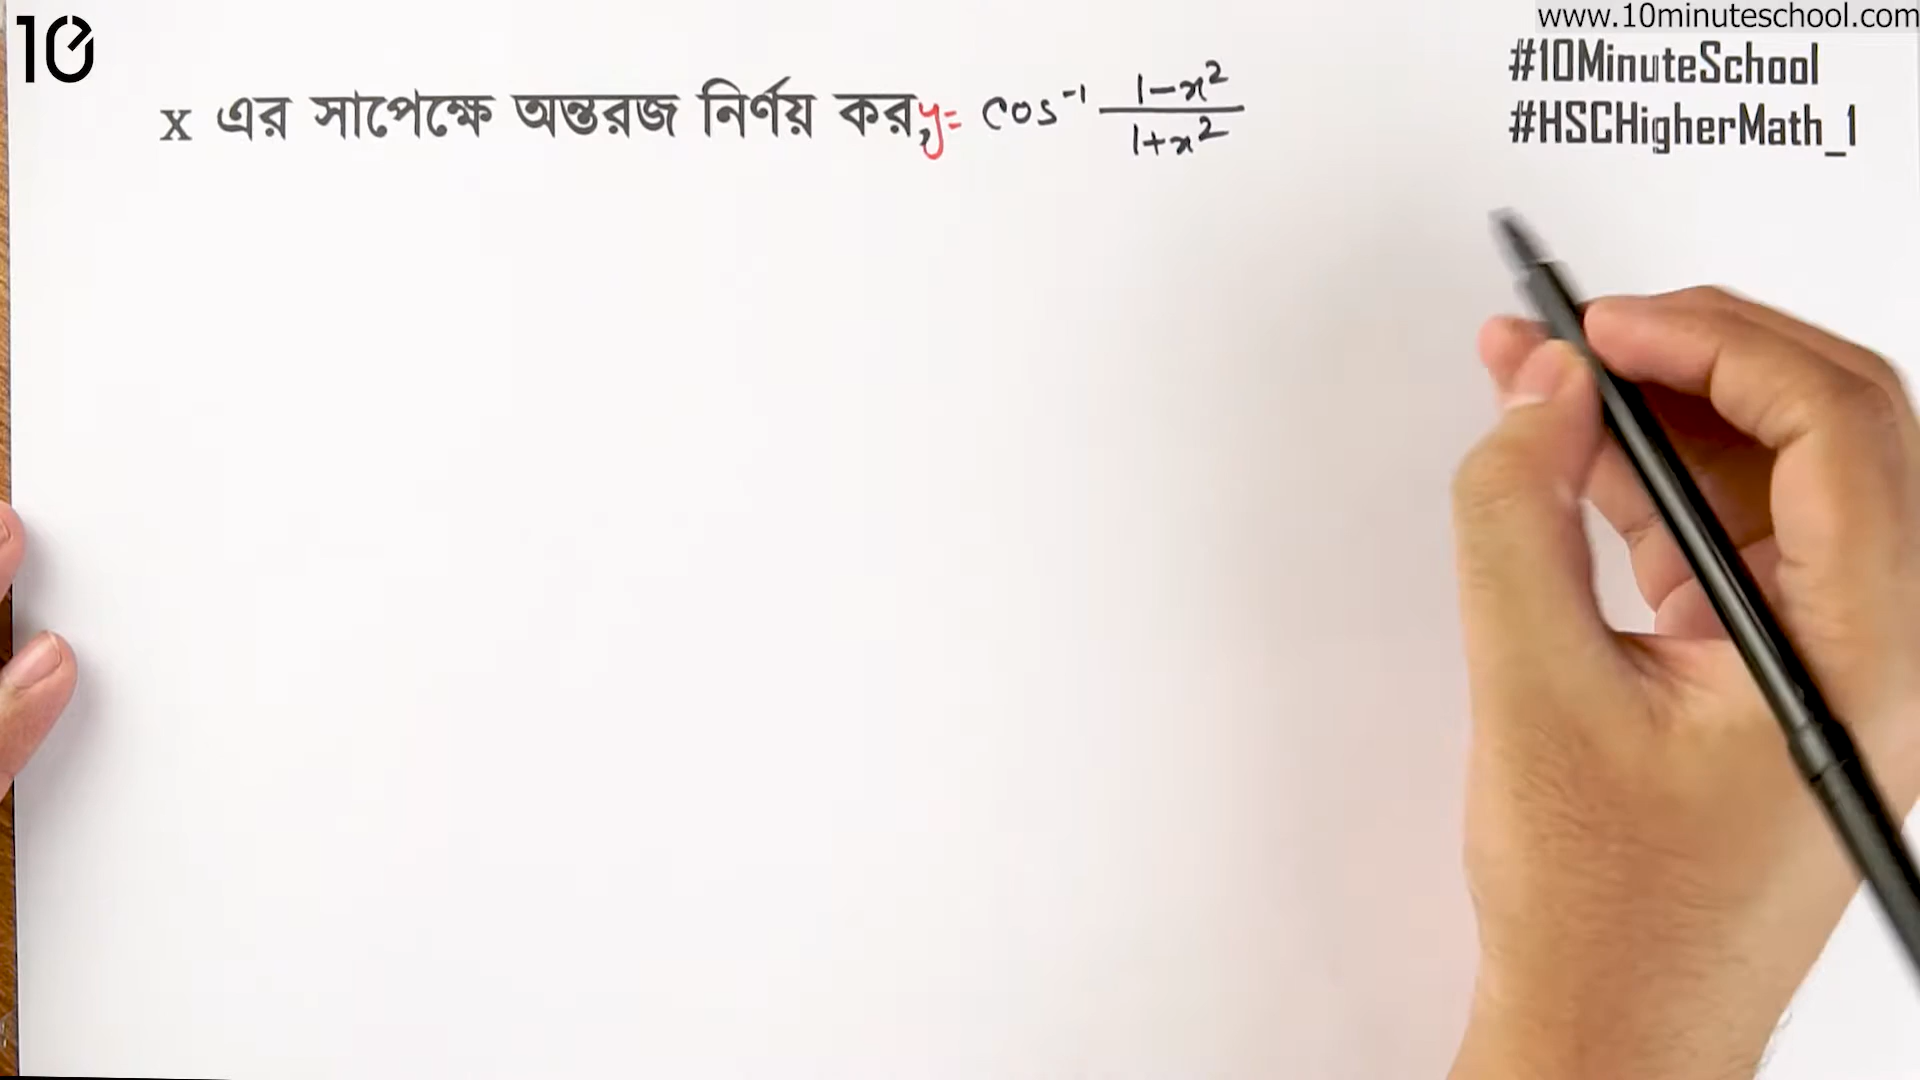 www.10minuteschool.com
10
#10MinuteSchool
#HSCHigherMath_1
x এর সাপেক্ষে অন্তরজ নির্ণয় কর, y= cos⁻¹ (1-x²)/(1+x²)